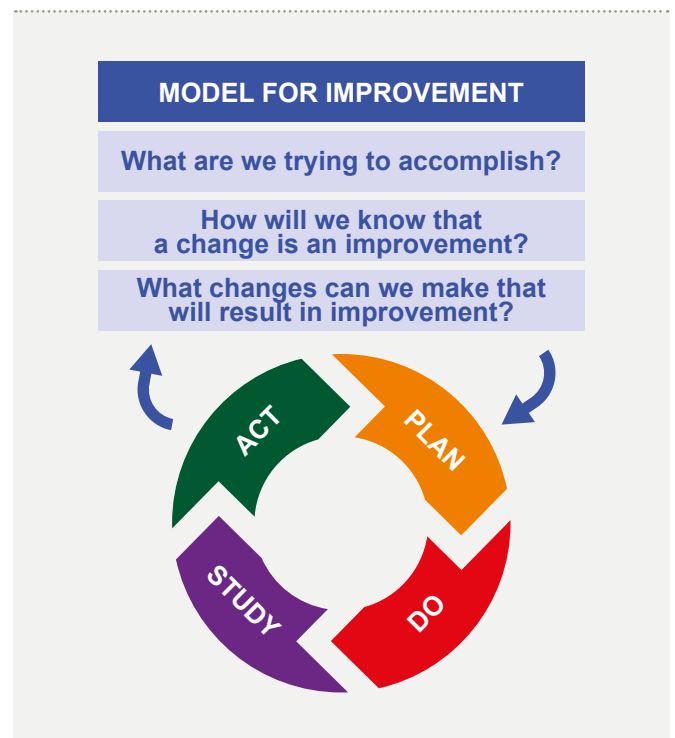 MODEL FOR IMPROVEMENT
What are we trying to accomplish?
How will we know that
a change is an improvement?
What changes can we make that
will result in improvement?
ACT
PLAN
STUDY
DO